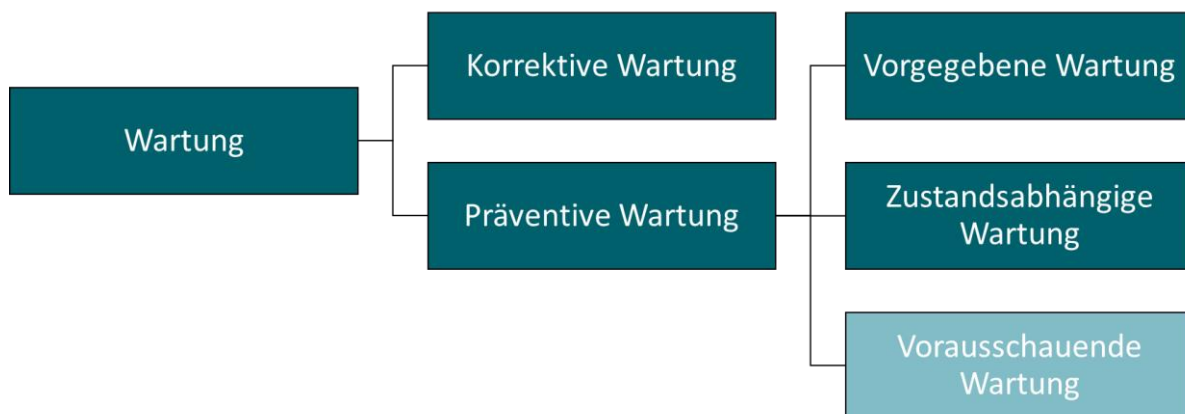 Wartung
Korrektive Wartung
Präventive Wartung
Vorgegebene Wartung
Zustandsabhängige
Wartung
Vorausschauende
Wartung